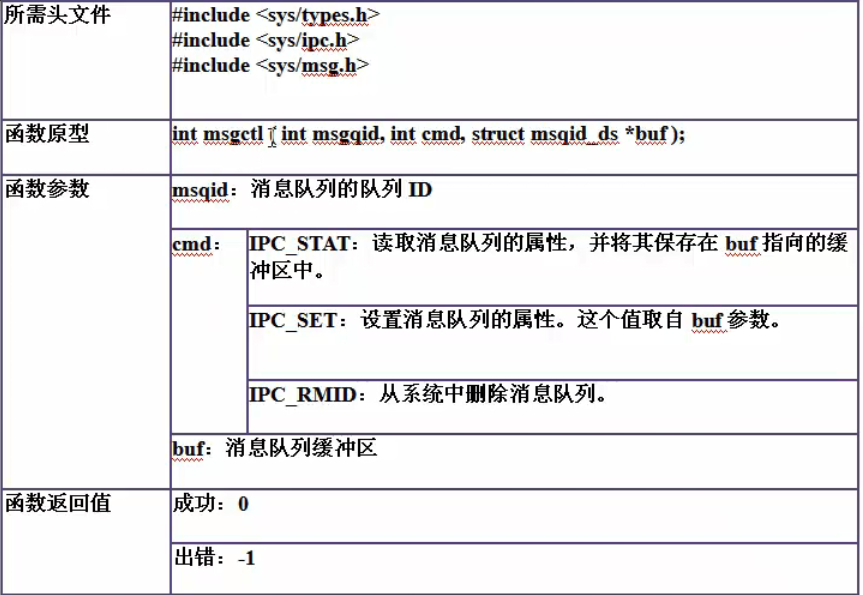 所需头文件
#include <sys/types.h>
#include <sys/ipc.h>
#include <sys/msg.h>
函数原型
int msgctl ( int msgqid, int cmd, struct msqid_ds *buf );
函数参数
msqid：消息队列的队列 ID
cmd：
IPC_STAT：读取消息队列的属性，并将其保存在 buf 指向的缓
冲区中。
IPC_SET：设置消息队列的属性。这个值取自 buf 参数。
IPC_RMID：从系统中删除消息队列。
buf：消息队列缓冲区
函数返回值
成功：0
出错：-1